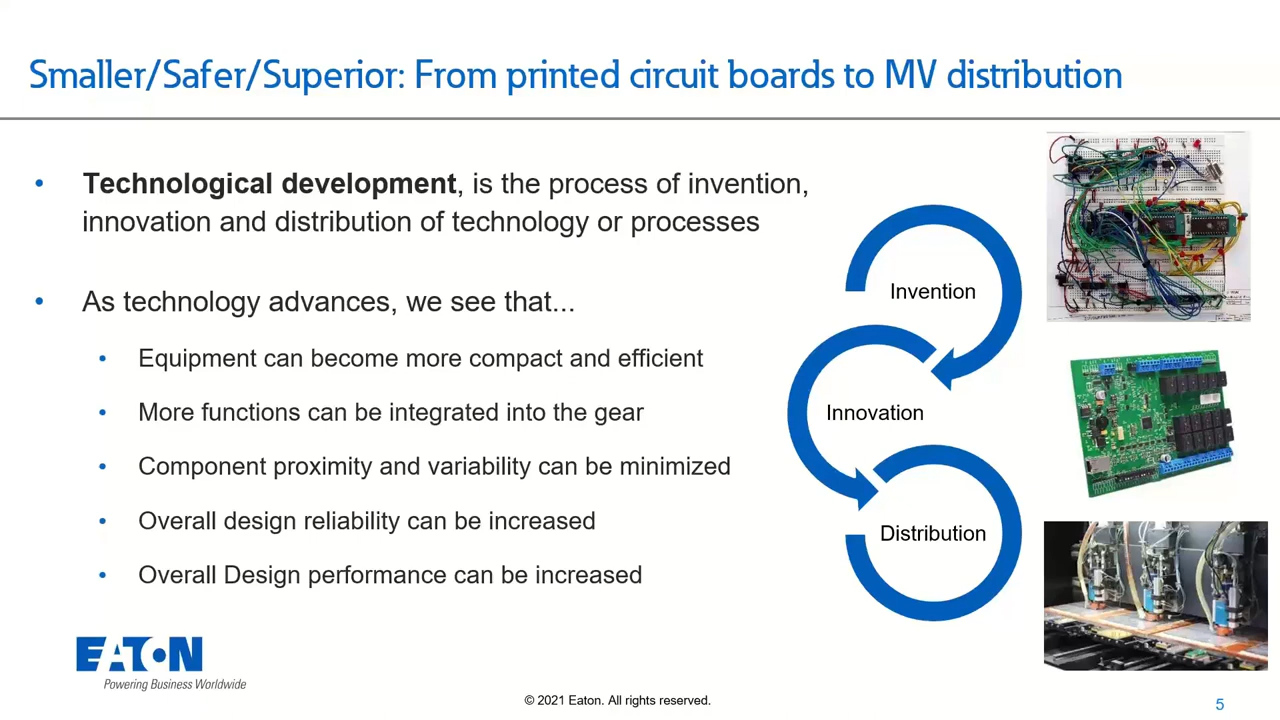 Smaller/Safer/Superior: From printed circuit boards to MV distribution
• Technological development, is the process of invention,
innovation and distribution of technology or processes
• As technology advances, we see that...
• Equipment can become more compact and efficient
• More functions can be integrated into the gear
• Component proximity and variability can be minimized
• Overall design reliability can be increased
• Overall Design performance can be increased
Invention
Innovation
Distribution
EATON
Powering Business Worldwide
© 2021 Eaton. All rights reserved.
5